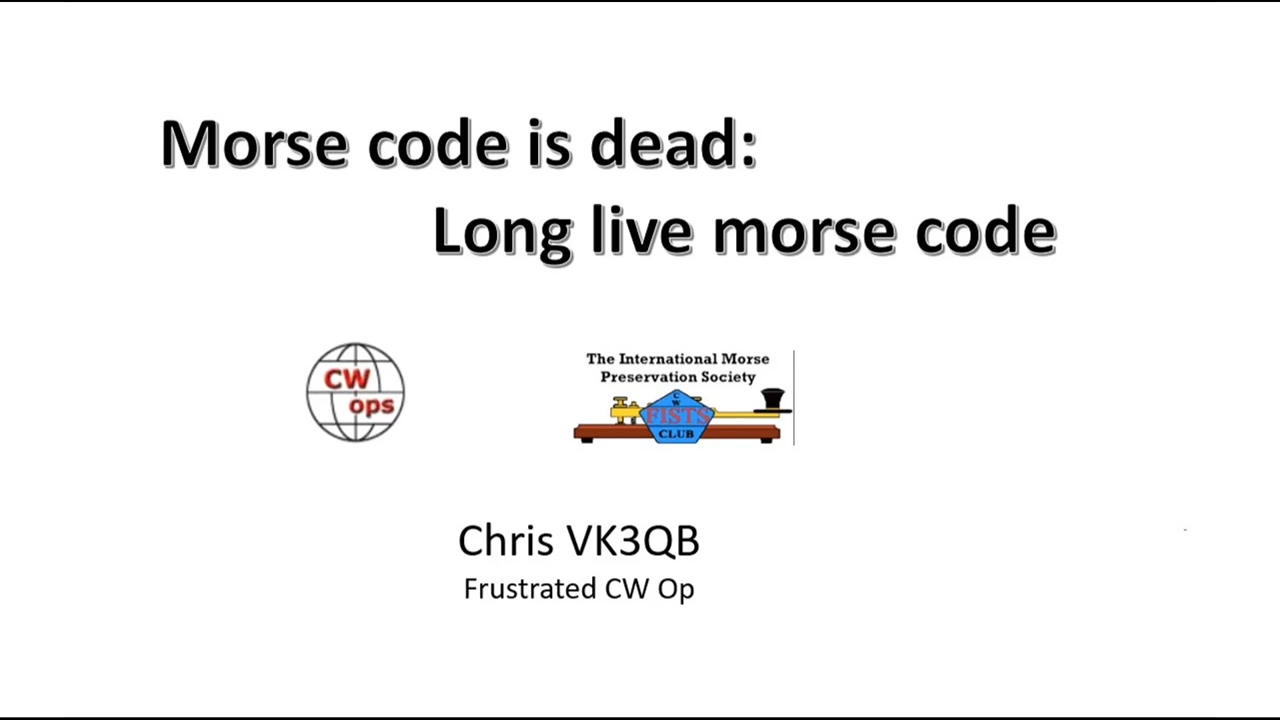 Morse code is dead:
Long live morse code
CW
ops
The International Morse
Preservation Society
C
W
FISTS
CLUB
Chris VK3QB
Frustrated CW Op